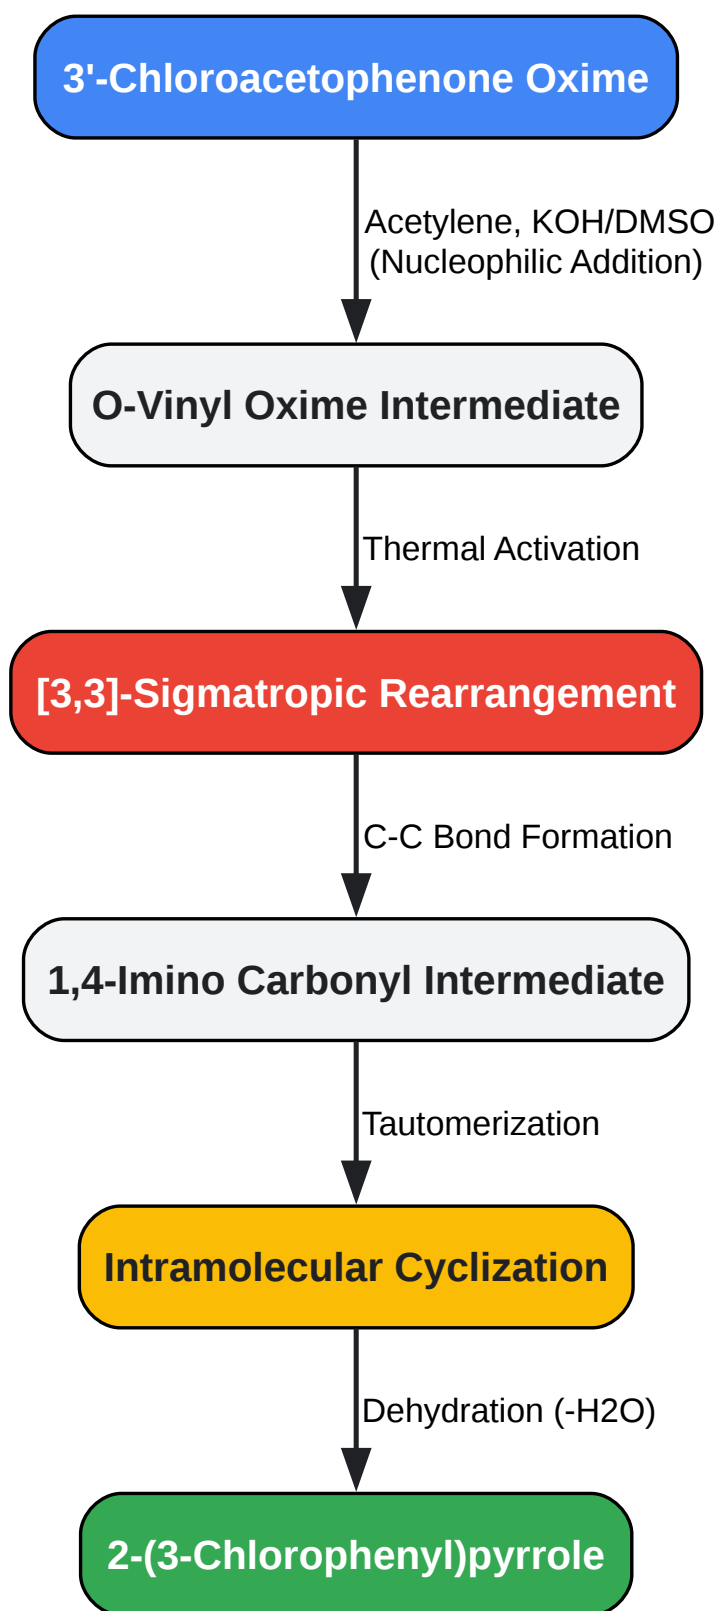 3'-Chloroacetophenone Oxime
Acetylene, KOH/DMSO
(Nucleophilic Addition)
O-Vinyl Oxime Intermediate
Thermal Activation
[3,3]-Sigmatropic Rearrangement
C-C Bond Formation
1,4-Imino Carbonyl Intermediate
Tautomerization
Intramolecular Cyclization
Dehydration (-H2O)
2-(3-Chlorophenyl)pyrrole